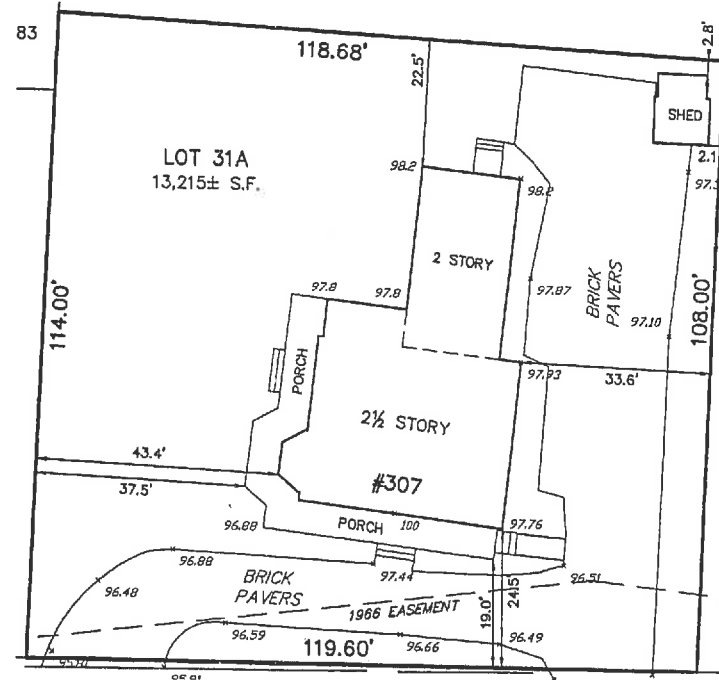 83
118.68'
2.8'
22.5'
SHED
LOT 31A
13,215± S.F.
98.2
2.1
98.2
2 STORY
97.8
97.8
97.87
BRICK
PAVERS
97.10
114.00'
108.00'
PORCH
97.93
33.6'
2½ STORY
43.4'
#307
37.5'
96.88
PORCH
100
97.76
96.88
97.44
96.51
BRICK
PAVERS
96.48
1966 EASEMENT
19.0'
24.5'
96.59
96.66
96.49
119.60'